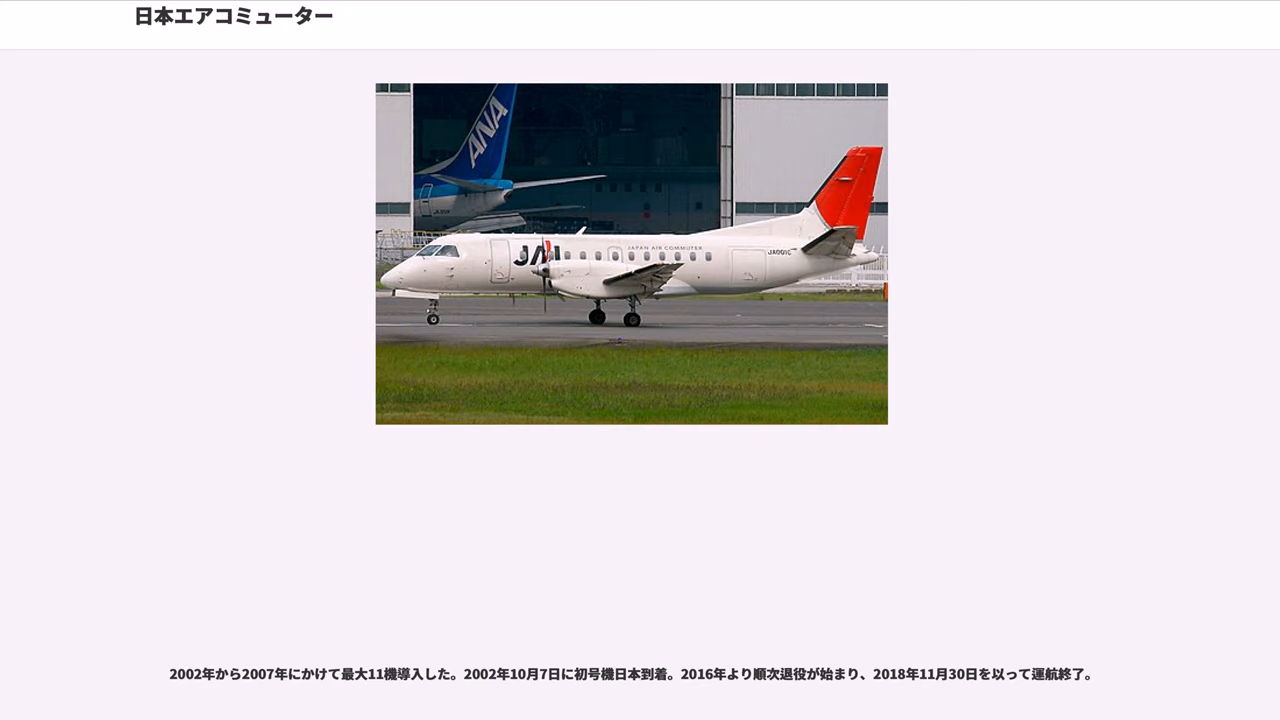 日本エアコミューター
ANA
JAL
JAPAN AIR COMMUTER
JA001C
2002年から2007年にかけて最大11機導入した。2002年10月7日に初号機日本到着。2016年より順次退役が始まり、2018年11月30日を以って運航終了。